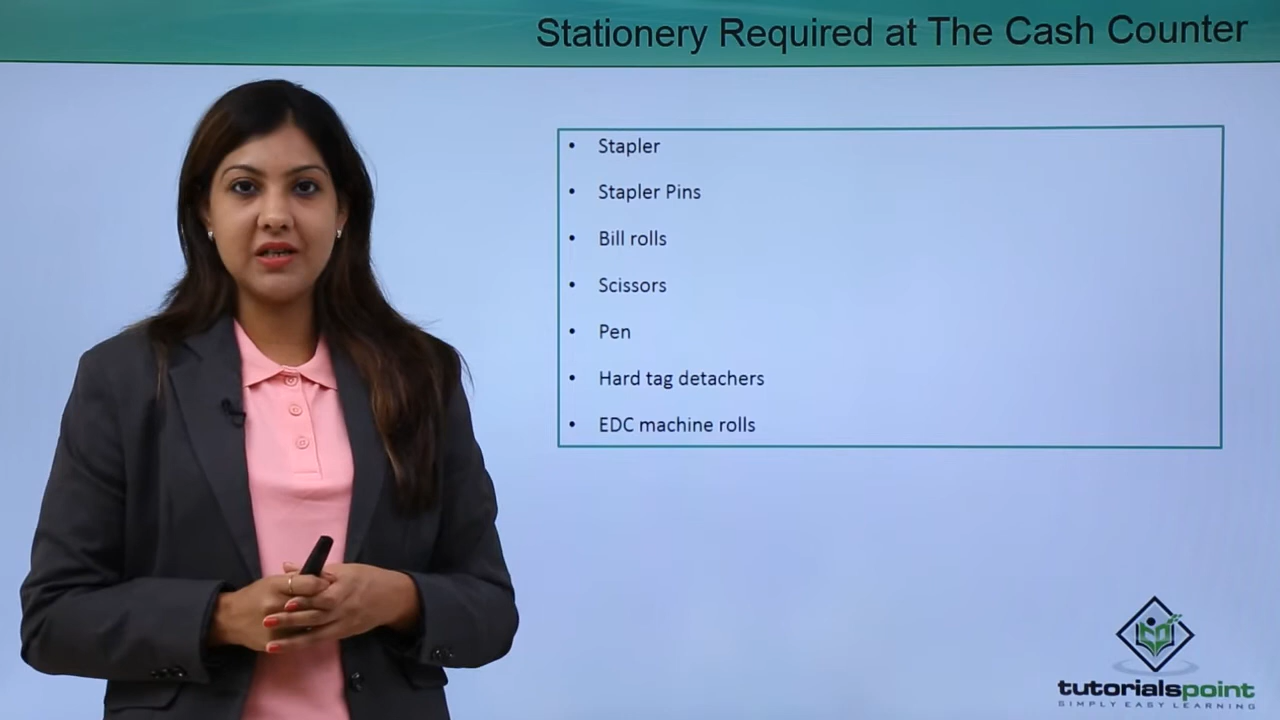 Stationery Required at The Cash Counter
• Stapler
• Stapler Pins
• Bill rolls
• Scissors
• Pen
• Hard tag detachers
• EDC machine rolls
tutorialspoint
SIMPLY EASY LEARNING